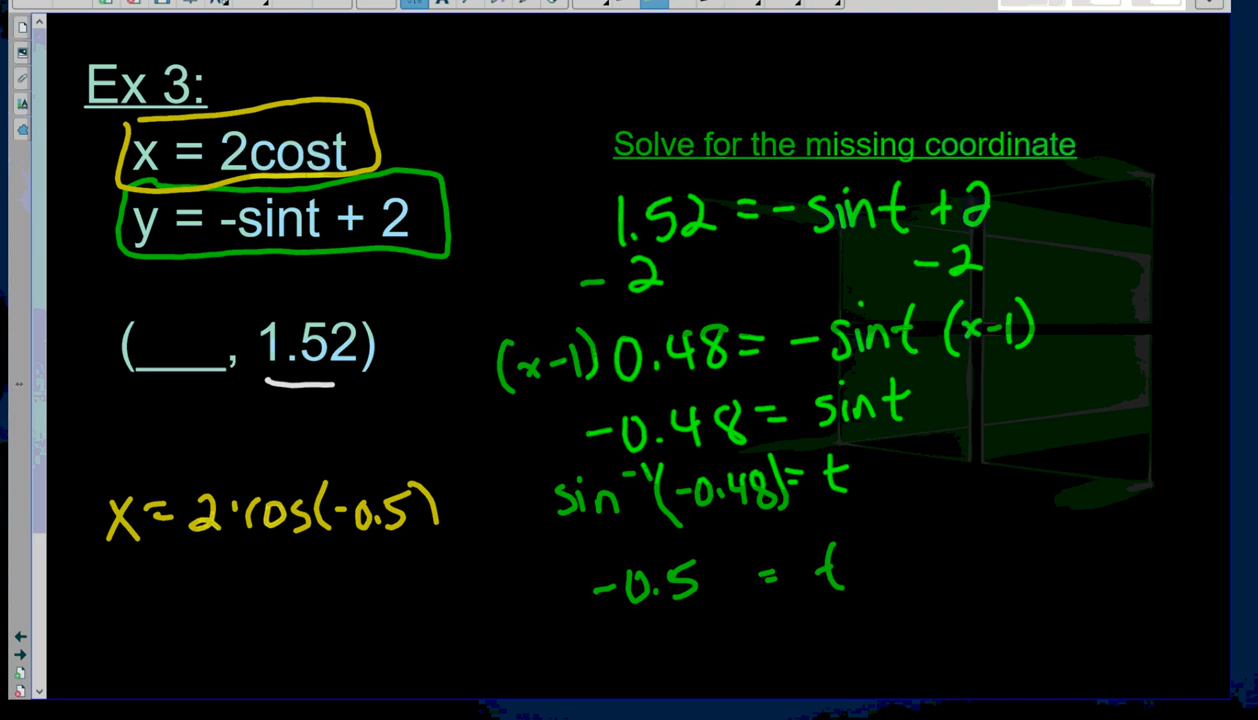 Ex 3:
x = 2cost
y = -sint + 2
(___, 1.52)
x = 2·cos(-0.5)
Solve for the missing coordinate
1.52 = -sint +2
- 2 - 2
(x-1) 0.48 = -sint (x-1)
-0.48 = sint
sin⁻¹(-0.48) = t
-0.5 = t